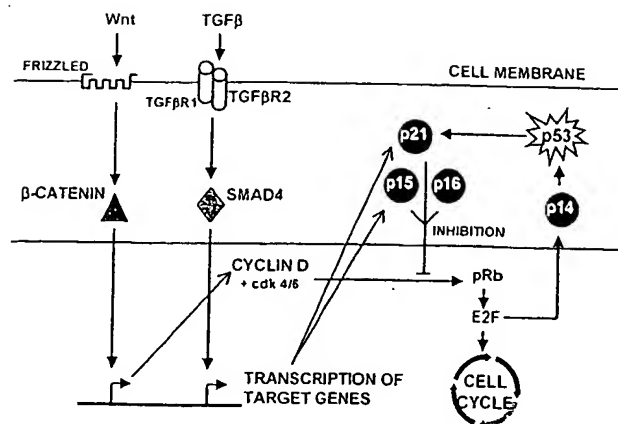 Wnt
TGFβ
FRIZZLED
CELL MEMBRANE
TGFβR1
TGFβR2
p21
p53
p15
p16
p14
β-CATENIN
SMAD4
INHIBITION
CYCLIN D
+ cdk 4/6
pRb
E2F
TRANSCRIPTION OF
TARGET GENES
CELL
CYCLE